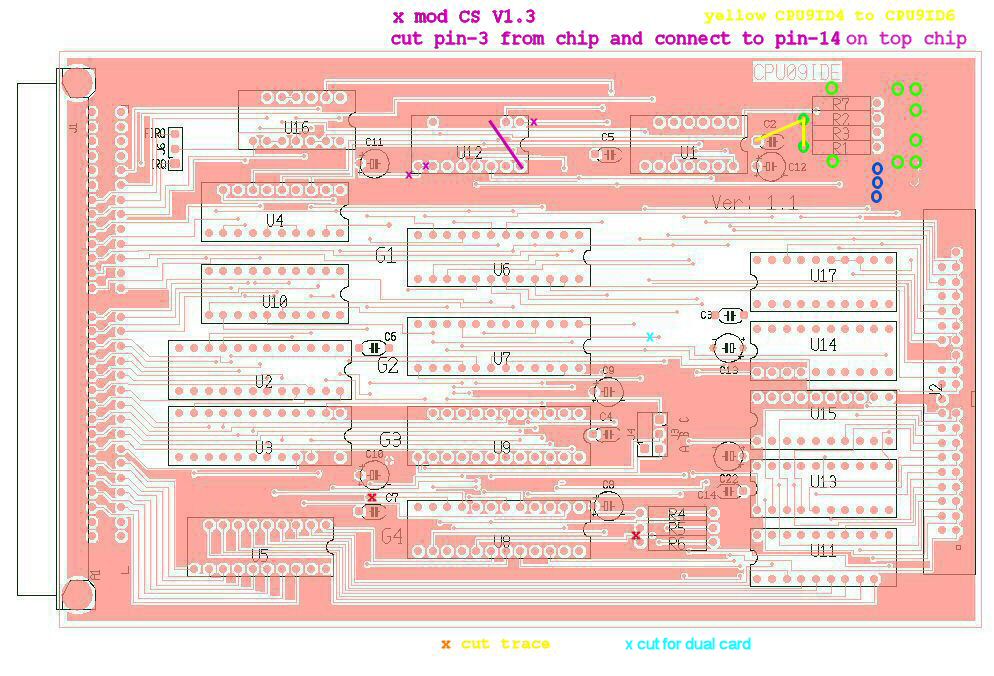 x mod CS V1.3
yellow CPU9ID4 to CPU9ID6
cut pin-3 from chip and connect to pin-14 on top chip
CPU09IDE
J1
FIRQ
J6
IRQ
U16
C11
U12
x
x
x
C5
U1
C2
C12
R7
R2
R3
R1
Ver: 1.1
U4
G1
U6
U17
U10
C3
C6
G2
U7
x
U14
C13
U2
C9
J2
U15
C4
J4
J3
A B C
U3
G3
U9
C10
U13
C22
C14
x
C7
C8
G4
U8
x
R4
R5
R6
U5
U11
A1
x cut trace
x cut for dual card